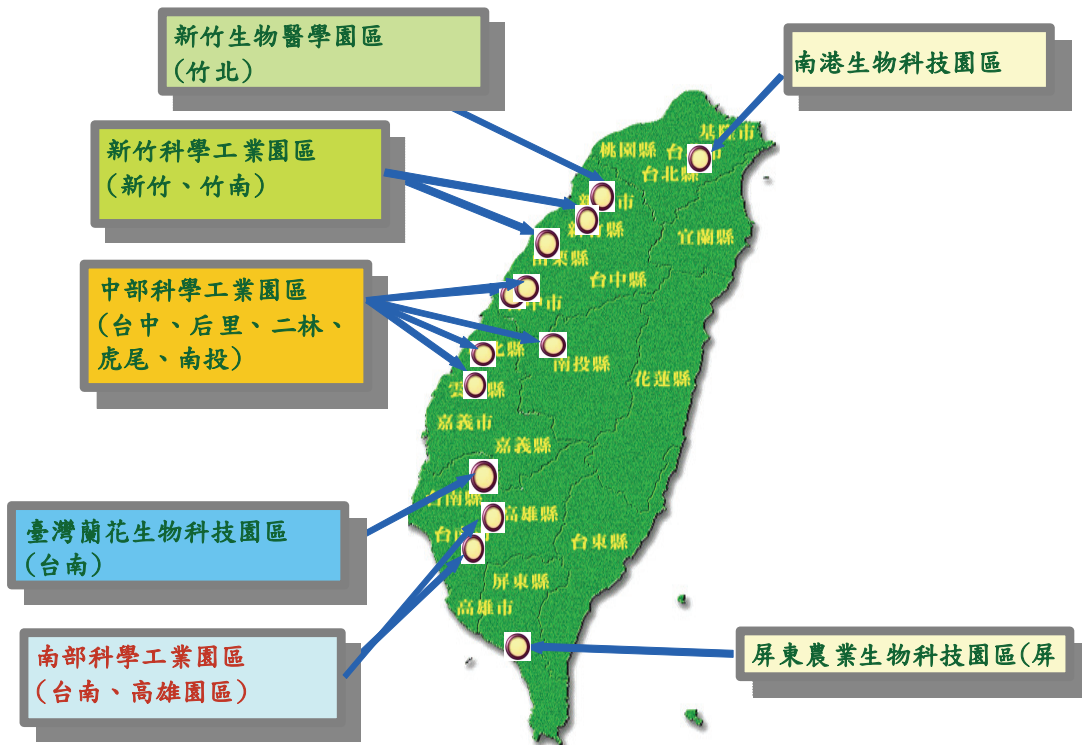 新竹生物醫學園區
(竹北)
南港生物科技園區
新竹科學工業園區
(新竹、竹南)
中部科學工業園區
(台中、后里、二林、
虎尾、南投)
臺灣蘭花生物科技園區
(台南)
南部科學工業園區
(台南、高雄園區)
屏東農業生物科技園區(屏
基隆市
桃園縣
台北縣
宜蘭縣
台中縣
南投縣
花蓮縣
嘉義市
嘉義縣
台南縣
高雄縣
台東縣
屏東縣
高雄市